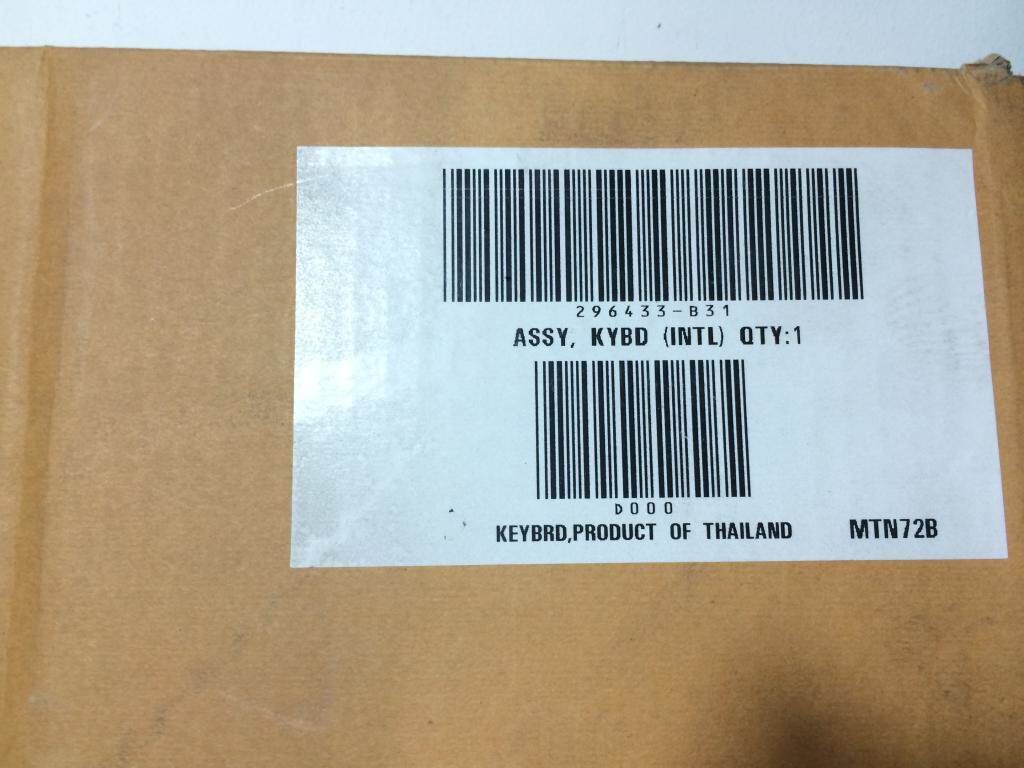 296433-B31
ASSY, KYBD (INTL) QTY:1
D000
KEYBRD,PRODUCT OF THAILAND MTN72B